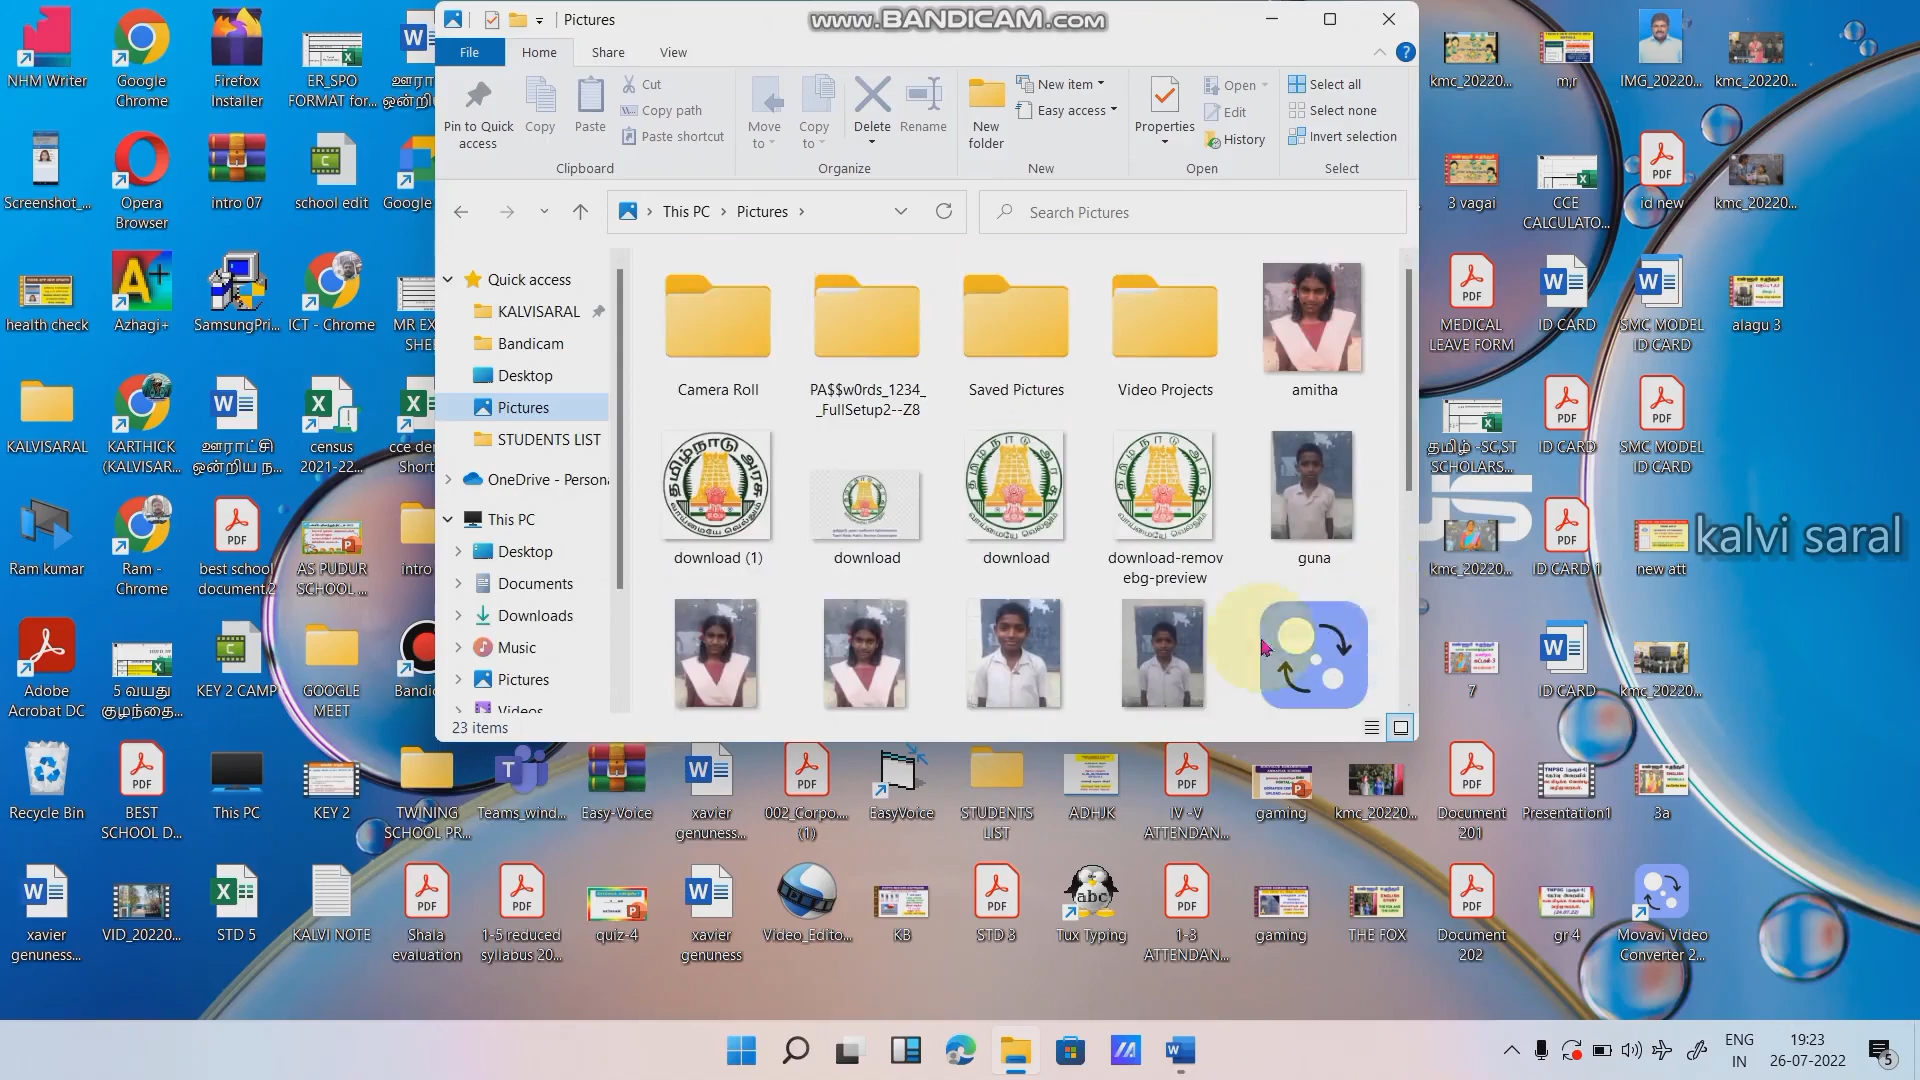 www.BANDICAM.com
Pictures
File
Home
Share
View
Pin to Quick access
Copy
Paste
Cut
Copy path
Paste shortcut
Clipboard
Move to
Copy to
Delete
Rename
Organize
New folder
New item
Easy access
New
Properties
Open
Edit
History
Open
Select all
Select none
Invert selection
Select
This PC
Pictures
Search Pictures
Quick access
KALVISARAL
Bandicam
Desktop
Pictures
STUDENTS LIST
OneDrive - Persona
This PC
Desktop
Documents
Downloads
Music
Pictures
Videos
Camera Roll
PA$$w0rds_1234_
_FullSetup2--Z8
Saved Pictures
Video Projects
amitha
download (1)
download
download
download-remov
ebg-preview
guna
தமிழ்நாடு அரசு
வாய்மையே வெல்லும்
23 items
NHM Writer
Google
Chrome
Firefox
Installer
ER_SPO
FORMAT for...
ஊரா
ஒன்றி
Screenshot_...
Opera
Browser
intro 07
school edit
Google
health check
Azhagi+
SamsungPri...
ICT - Chrome
MR EX
SHE
KALVISARAL
KARTHICK
(KALVISAR...
ஊராட்சி
ஒன்றிய ந...
census
2021-22...
cce der
Short
Ram kumar
Ram -
Chrome
best school
document2
AS PUDUR
SCHOOL ...
intro
Adobe
Acrobat DC
5 வயது
குழந்தை...
KEY 2 CAMP
GOOGLE
MEET
Bandic
Recycle Bin
BEST
SCHOOL D...
This PC
KEY 2
TWINING
SCHOOL PR...
Teams_wind...
Easy-Voice
xavier
genuness...
002_Corpo...
(1)
EasyVoice
STUDENTS
LIST
ADHJK
IV -V
ATTENDAN...
gaming
kmc_20220...
Document
201
Presentation1
3a
xavier
genuness...
VID_20220...
STD 5
KALVI NOTE
Shala
evaluation
1-5 reduced
syllabus 20...
quiz-4
xavier
genuness
Video_Edito...
KB
STD 3
Tux Typing
1-3
ATTENDAN...
gaming
THE FOX
Document
202
gr 4
Movavi Video
Converter 2...
kmc_20220...
m,r
IMG_20220...
kmc_20220...
3 vagai
CCE
CALCULATO...
id new
kmc_20220...
MEDICAL
LEAVE FORM
ID CARD
SMC MODEL
ID CARD
alagu 3
தமிழ் -SC,ST
SCHOLARS...
ID CARD
SMC MODEL
ID CARD
kmc_20220...
ID CARD 1
new att
kalvi saral
7
ID CARD
kmc_20220...
ENG
IN
19:23
26-07-2022
5